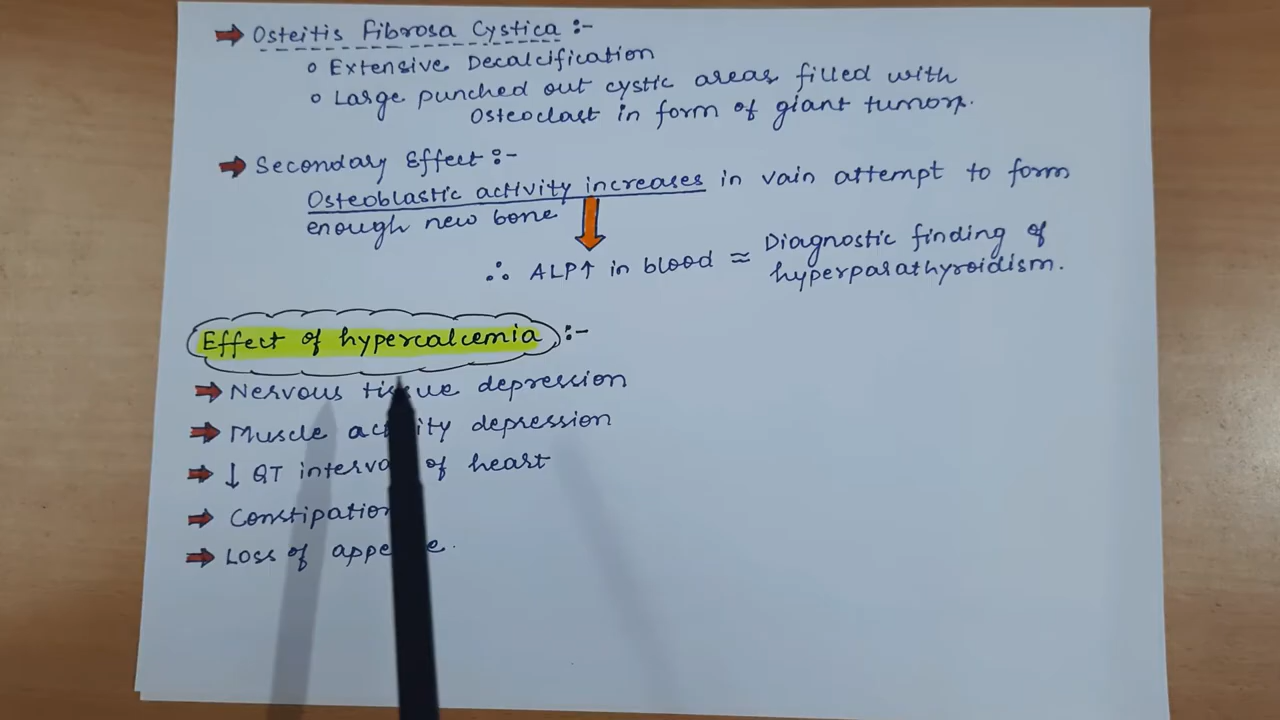 Osteitis Fibrosa Cystica :-
Extensive Decalcification
Large punched out cystic areas filled with
Osteoclast in form of giant tumors.
Secondary Effect :-
Osteoblastic activity increases in vain attempt to form
enough new bone
∴ ALP↑ in blood ≈ Diagnostic finding of
hyperparathyroidism.
Effect of hypercalcemia :-
Nervous tissue depression
Muscle depression
↓ QT of heart
Constipation
Loss of